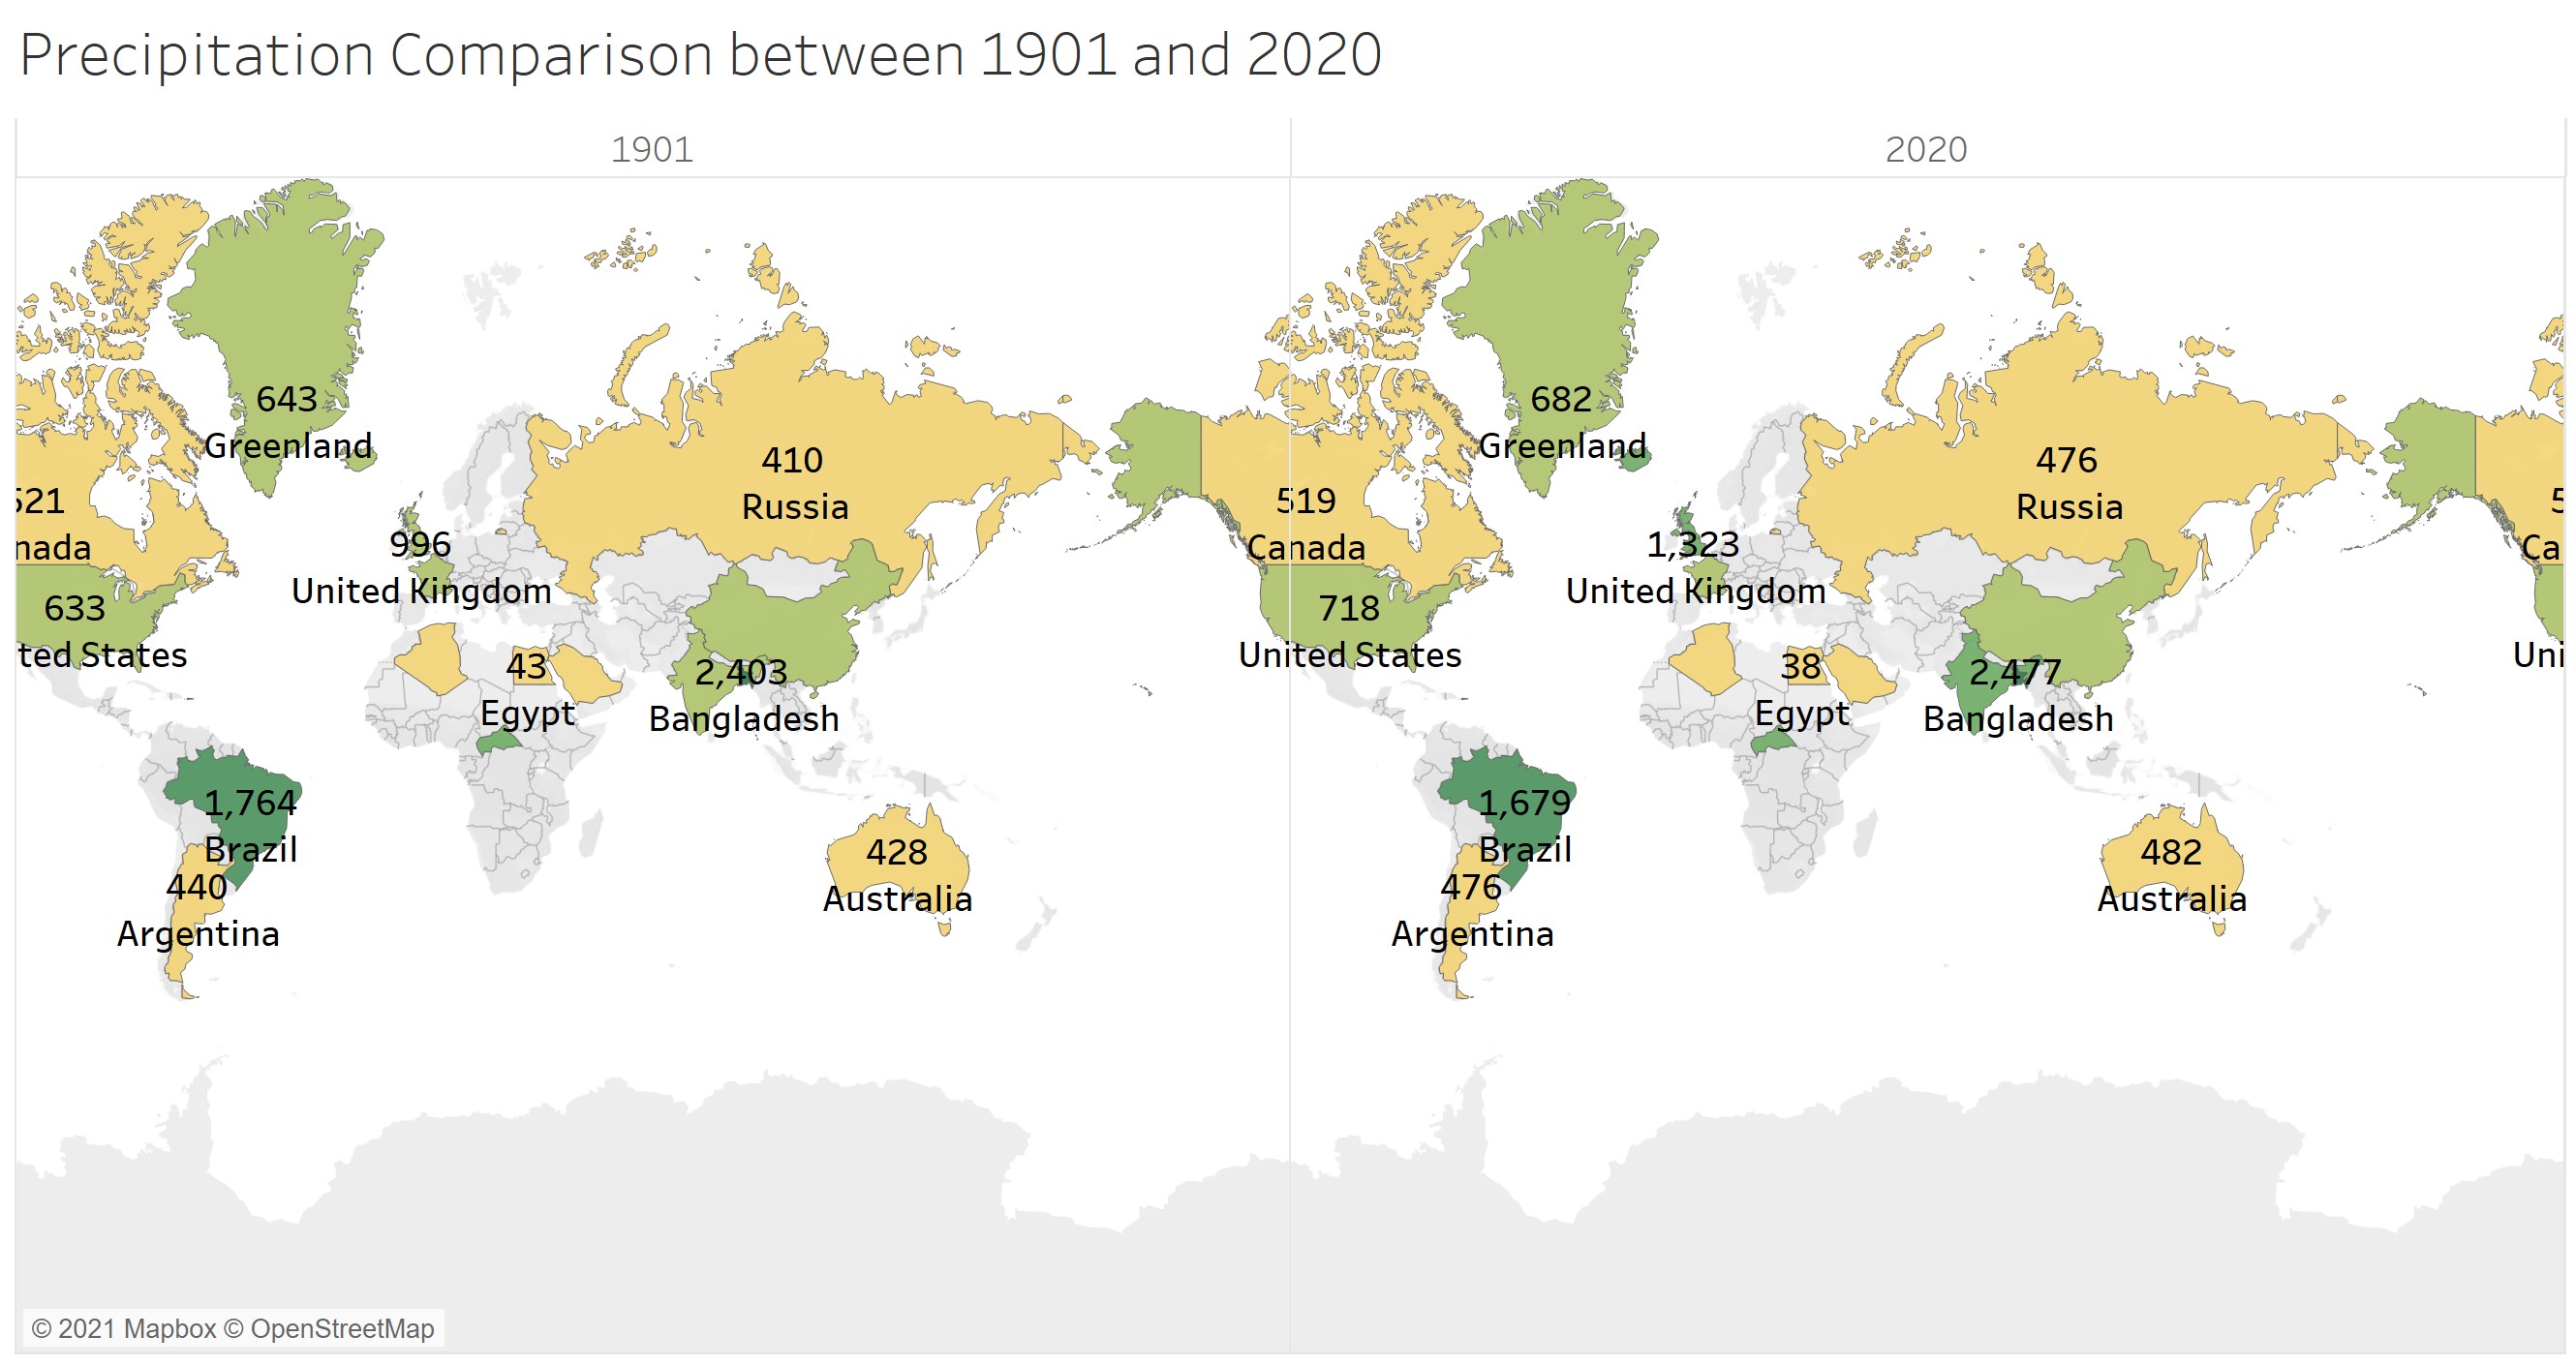 Precipitation Comparison between 1901 and 2020
1901
2020
643
Greenland
521
nada
633
ted States
996
United Kingdom
410
Russia
43
Egypt
2,403
Bangladesh
1,764
Brazil
440
Argentina
428
Australia
519
Canada
718
United States
682
Greenland
1,323
United Kingdom
476
Russia
38
Egypt
2,477
Bangladesh
1,679
Brazil
476
Argentina
482
Australia
5
Ca
Uni
© 2021 Mapbox © OpenStreetMap